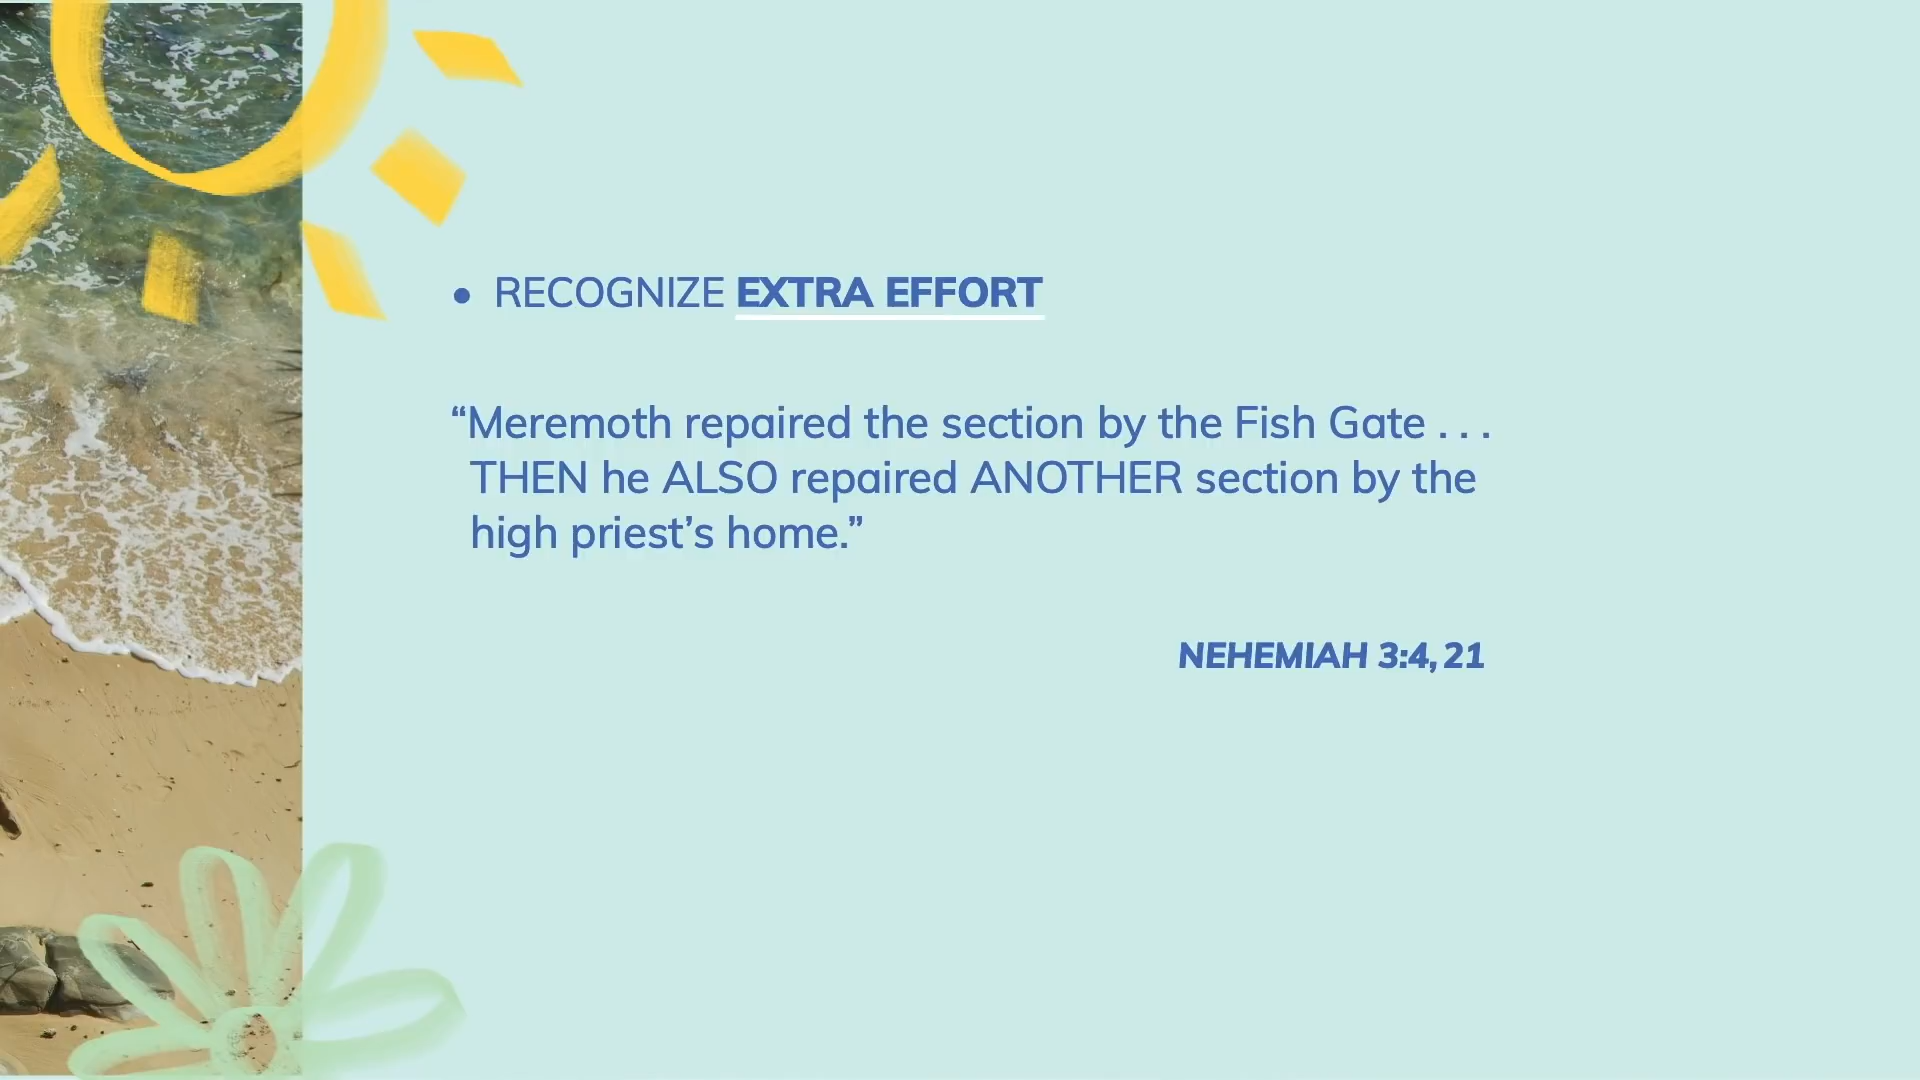 • RECOGNIZE EXTRA EFFORT
“Meremoth repaired the section by the Fish Gate . . .
THEN he ALSO repaired ANOTHER section by the
high priest’s home.”
NEHEMIAH 3:4, 21